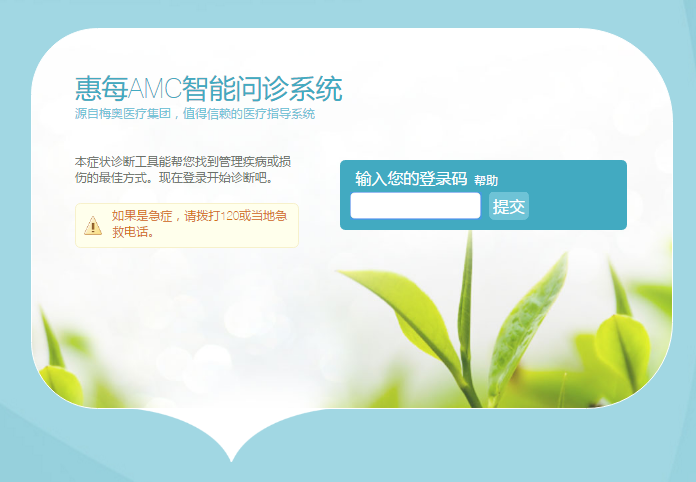 惠每AMC智能问诊系统
源自梅奥医疗集团，值得信赖的医疗指导系统
本症状诊断工具能帮您找到管理疾病或损
伤的最佳方式。现在登录开始诊断吧。
如果是急症，请拨打120或当地急
救电话。
输入您的登录码 帮助
提交